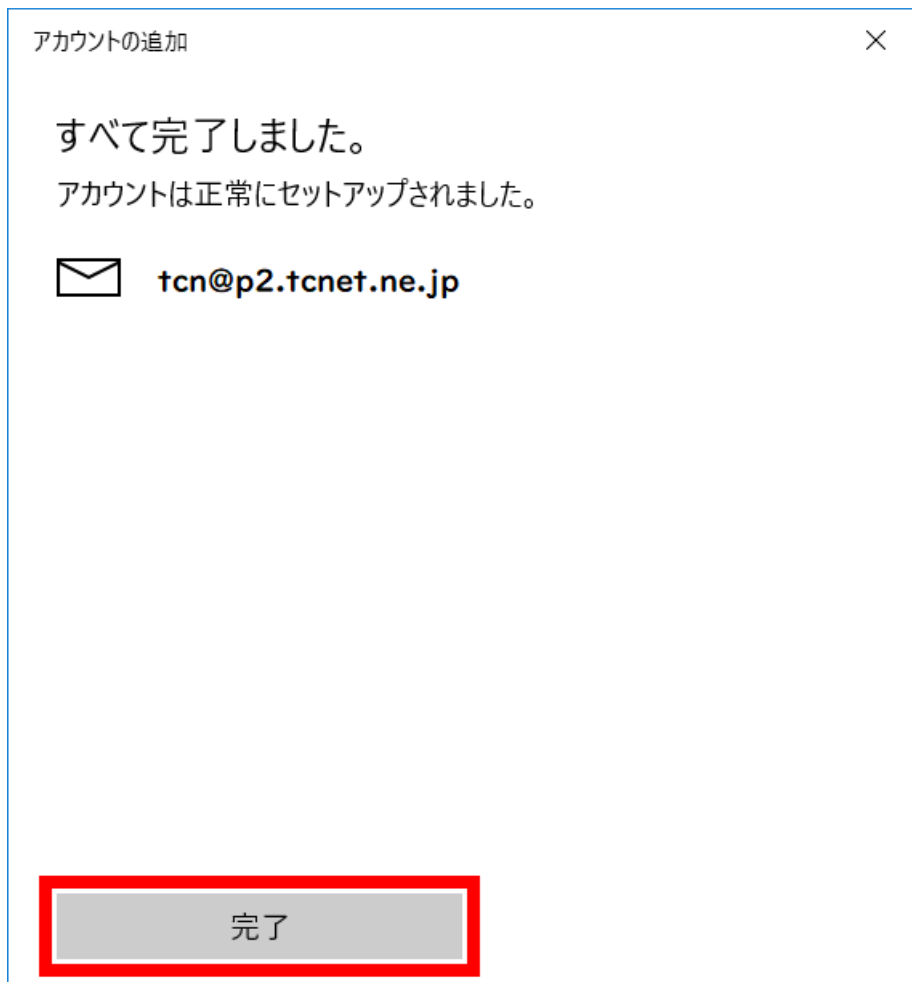 アカウントの追加
すべて完了しました。
アカウントは正常にセットアップされました。
tcn@p2.tcnet.ne.jp
完了